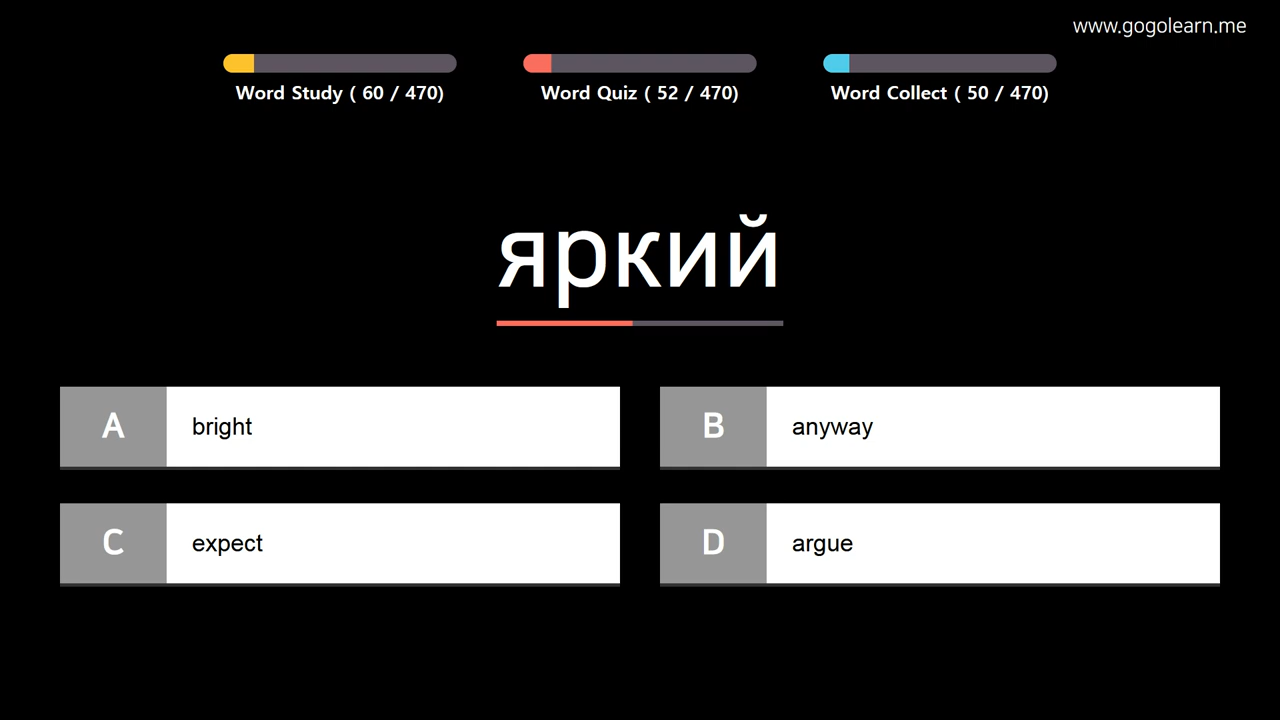 www.gogolearn.me
Word Study ( 60 / 470)
Word Quiz ( 52 / 470)
Word Collect ( 50 / 470)
яркий
A bright
B anyway
C expect
D argue